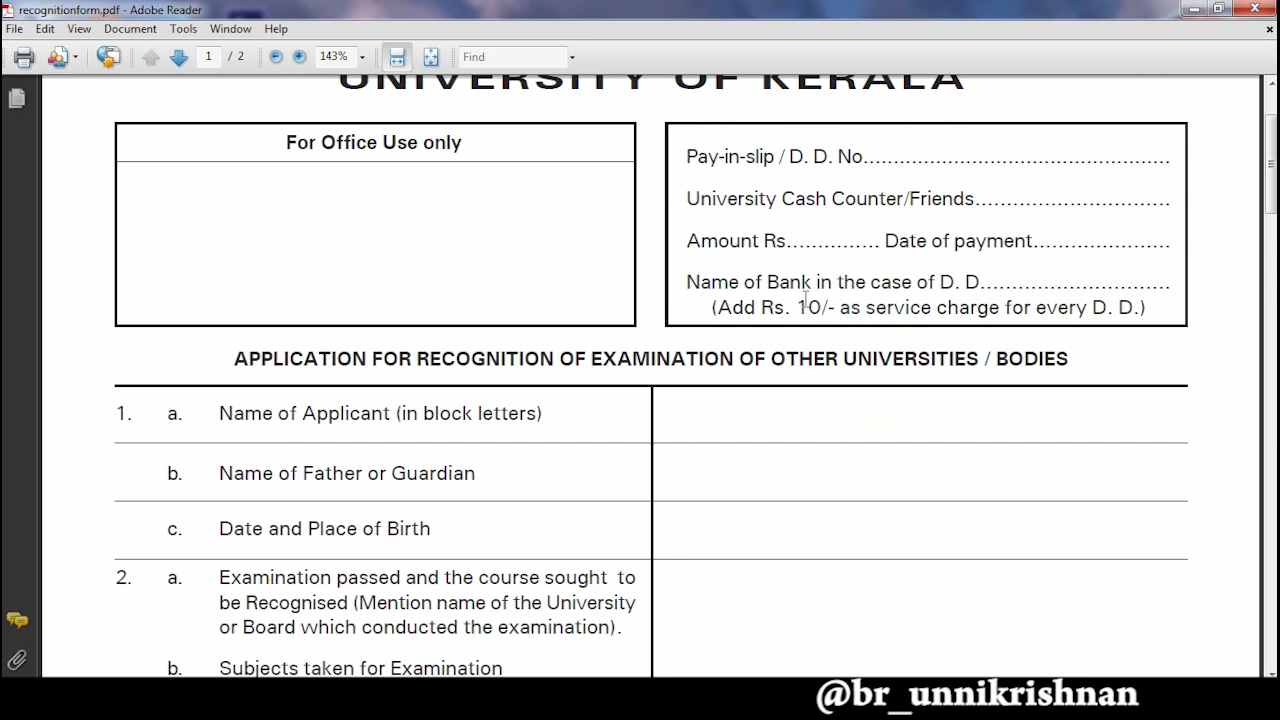 recognitionform.pdf - Adobe Reader
File Edit View Document Tools Window Help
1 / 2 143% Find
UNIVERSITY OF KERALA
For Office Use only
Pay-in-slip / D. D. No..................................................
University Cash Counter/Friends...............................
Amount Rs............... Date of payment......................
Name of Bank in the case of D. D..............................
(Add Rs. 10/- as service charge for every D. D.)
APPLICATION FOR RECOGNITION OF EXAMINATION OF OTHER UNIVERSITIES / BODIES
1. a. Name of Applicant (in block letters)
b. Name of Father or Guardian
c. Date and Place of Birth
2. a. Examination passed and the course sought to
be Recognised (Mention name of the University
or Board which conducted the examination).
b. Subjects taken for Examination
@br_unnikrishnan